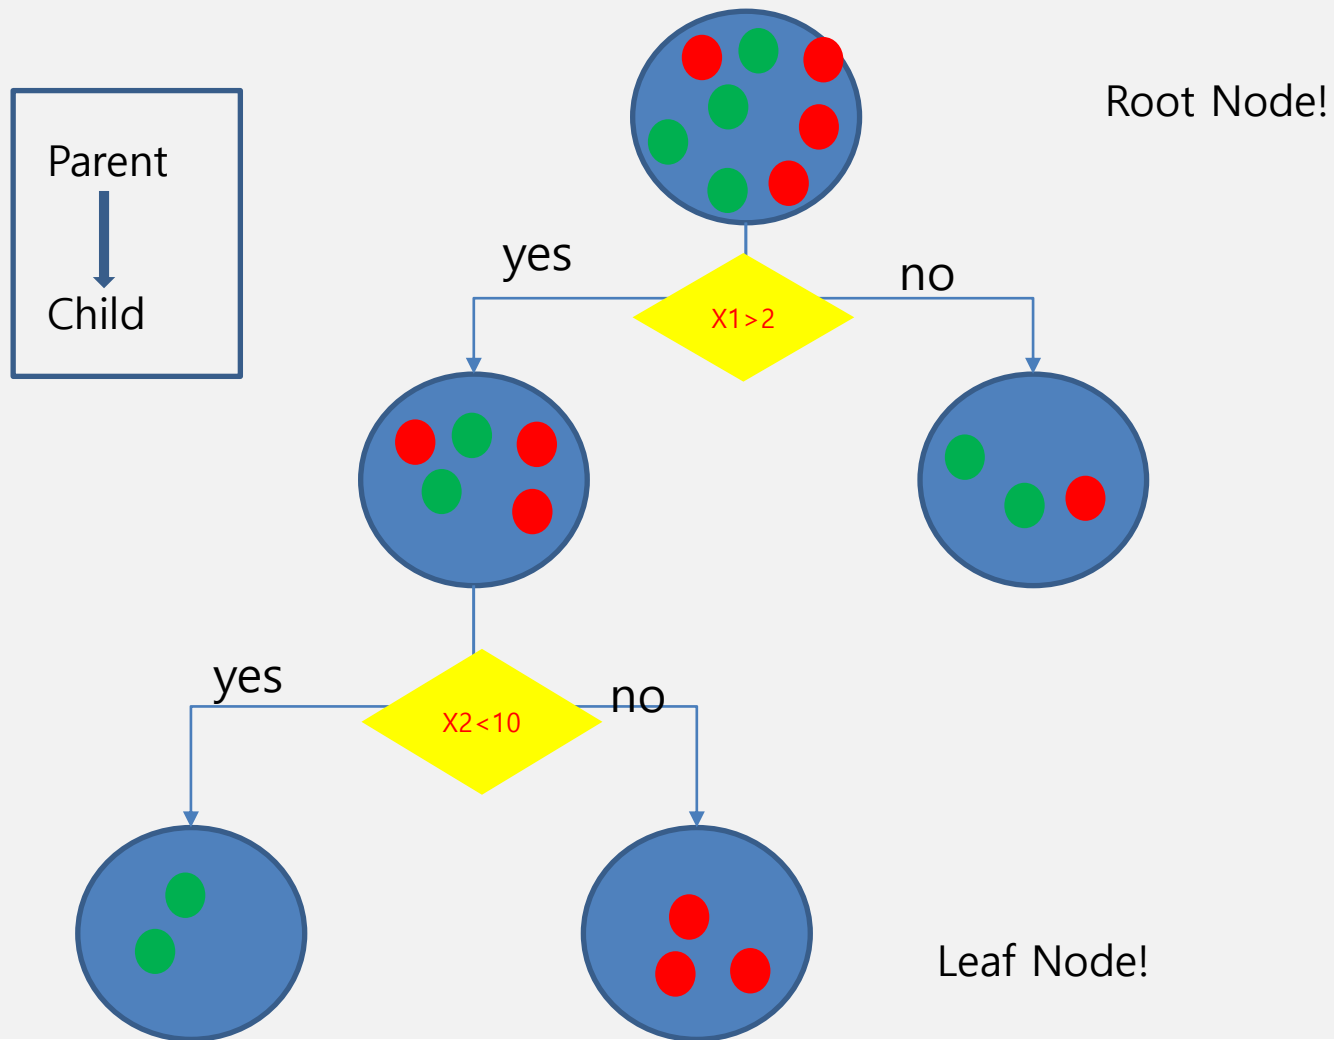 Root Node!
Parent
Child
yes
no
X1>2
yes
no
X2<10
Leaf Node!